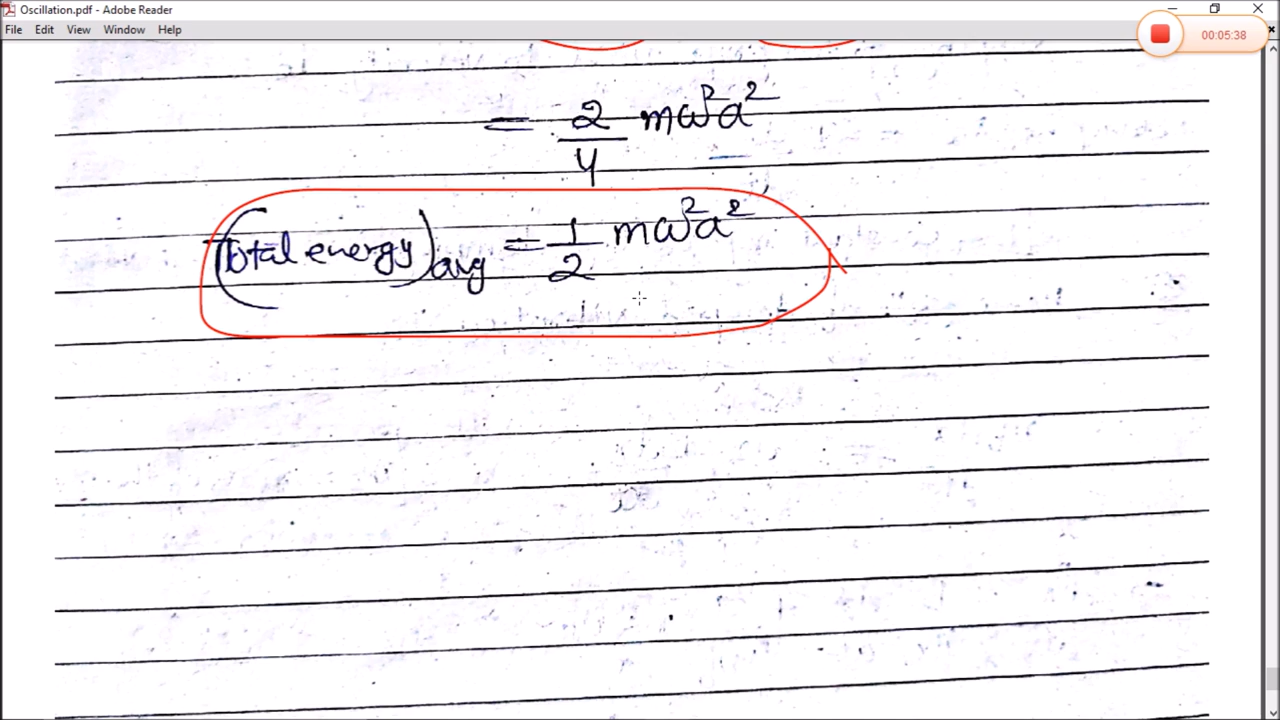 Oscillation.pdf - Adobe Reader
File Edit View Window Help
00:05:38
= 2/4 mω²a²
(Total energy)avg = 1/2 mω²a²